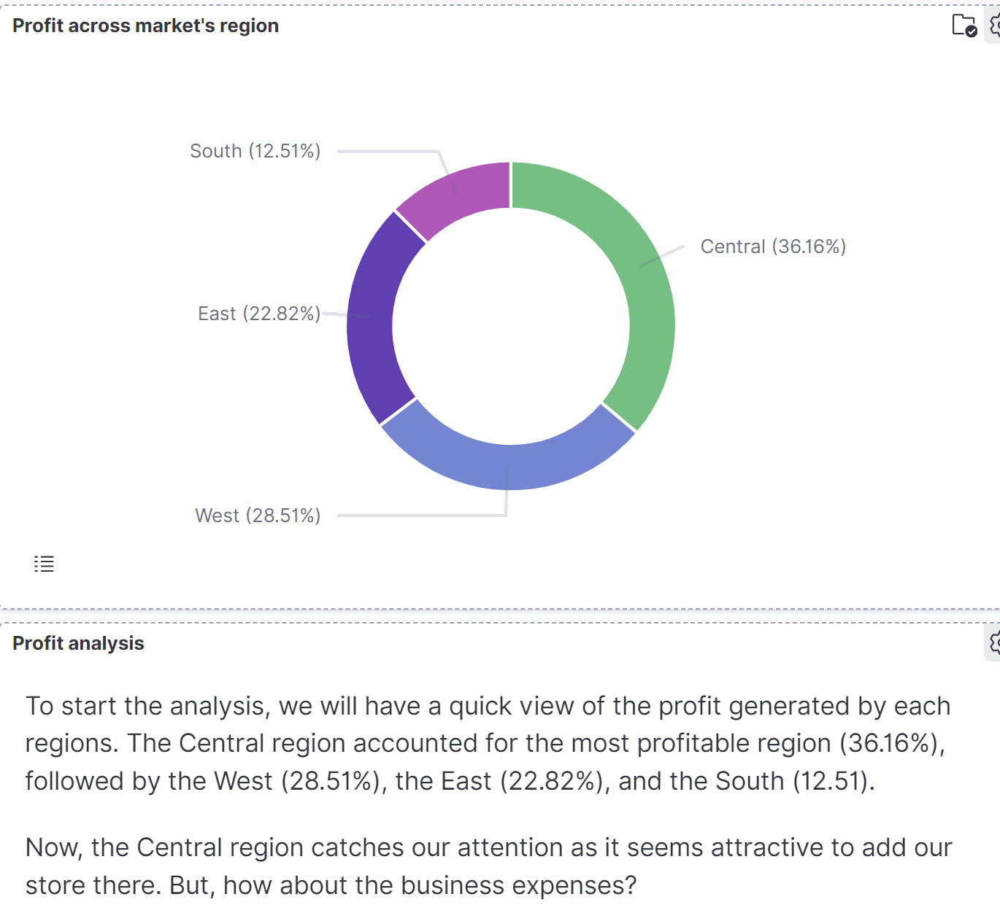 Profit across market's region
South (12.51%)
Central (36.16%)
East (22.82%)
West (28.51%)
Profit analysis
To start the analysis, we will have a quick view of the profit generated by each
regions. The Central region accounted for the most profitable region (36.16%),
followed by the West (28.51%), the East (22.82%), and the South (12.51).
Now, the Central region catches our attention as it seems attractive to add our
store there. But, how about the business expenses?